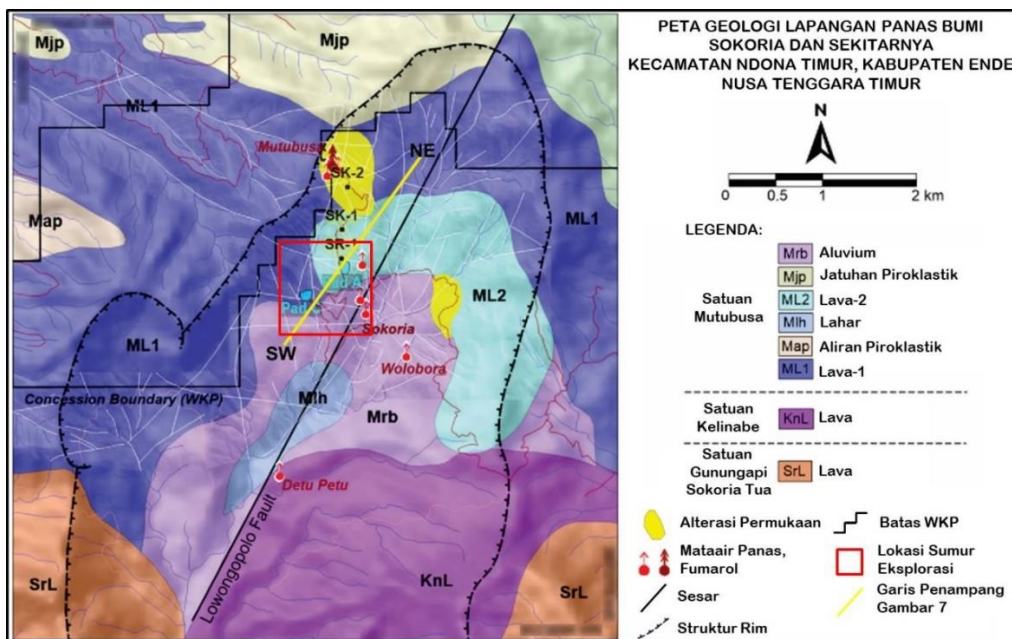 PETA GEOLOGI LAPANGAN PANAS BUMI
SOKORIA DAN SEKITARNYA
KECAMATAN NDONA TIMUR, KABUPATEN ENDE
NUSA TENGGARA TIMUR
N
0 0.5 1 2 km
LEGENDA:
Satuan Mutubusa
Mrb Aluvium
Mjp Jatuhan Piroklastik
ML2 Lava-2
Mlh Lahar
Map Aliran Piroklastik
ML1 Lava-1
Satuan Kelinabe
KnL Lava
Satuan Gunungapi Sokoria Tua
SrL Lava
Alterasi Permukaan
Mataair Panas, Fumarol
Sesar
Struktur Rim
Batas WKP
Lokasi Sumur Eksplorasi
Garis Penampang Gambar 7
Mjp
Mjp
ML1
Mutubusa
NE
SK-2
Map
SK-1
ML1
ML2
Pad
Sokoria
ML1
SW
Wolobora
Concession Boundary (WKP)
Mlh
Mrb
Detu Petu
Lowongopolo Fault
SrL
KnL
SrL